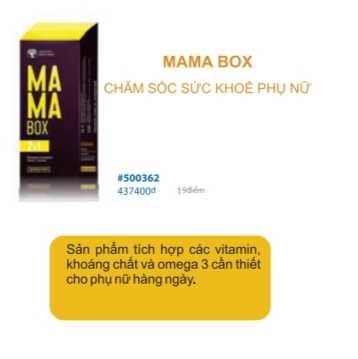 MAMA BOX
CHĂM SÓC SỨC KHOẺ PHỤ NỮ
MA
MA
BOX
2in1
#500362
437400đ 19điểm
Sản phẩm tích hợp các vitamin,
khoáng chất và omega 3 cần thiết
cho phụ nữ hàng ngày.